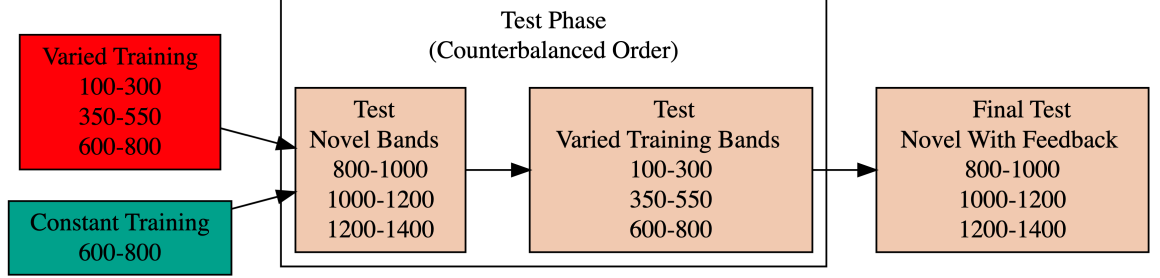 Varied Training
100-300
350-550
600-800
Constant Training
600-800
Test Phase
(Counterbalanced Order)
Test
Novel Bands
800-1000
1000-1200
1200-1400
Test
Varied Training Bands
100-300
350-550
600-800
Final Test
Novel With Feedback
800-1000
1000-1200
1200-1400